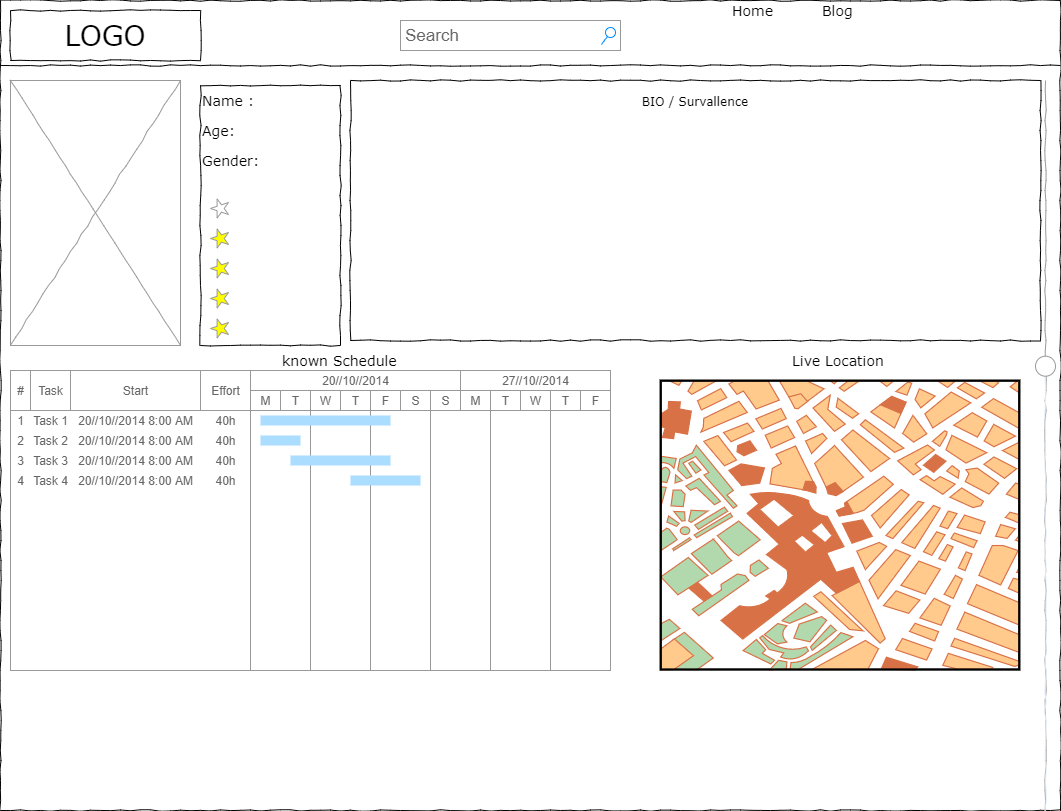 Home Blog
LOGO
Search
Name :
BIO / Survallence
Age:
Gender:
known Schedule
Live Location
# Task Start Effort
20//10//2014 27//10//2014
M T W T F S S M T W T F
1 Task 1 20//10//2014 8:00 AM 40h
2 Task 2 20//10//2014 8:00 AM 40h
3 Task 3 20//10//2014 8:00 AM 40h
4 Task 4 20//10//2014 8:00 AM 40h